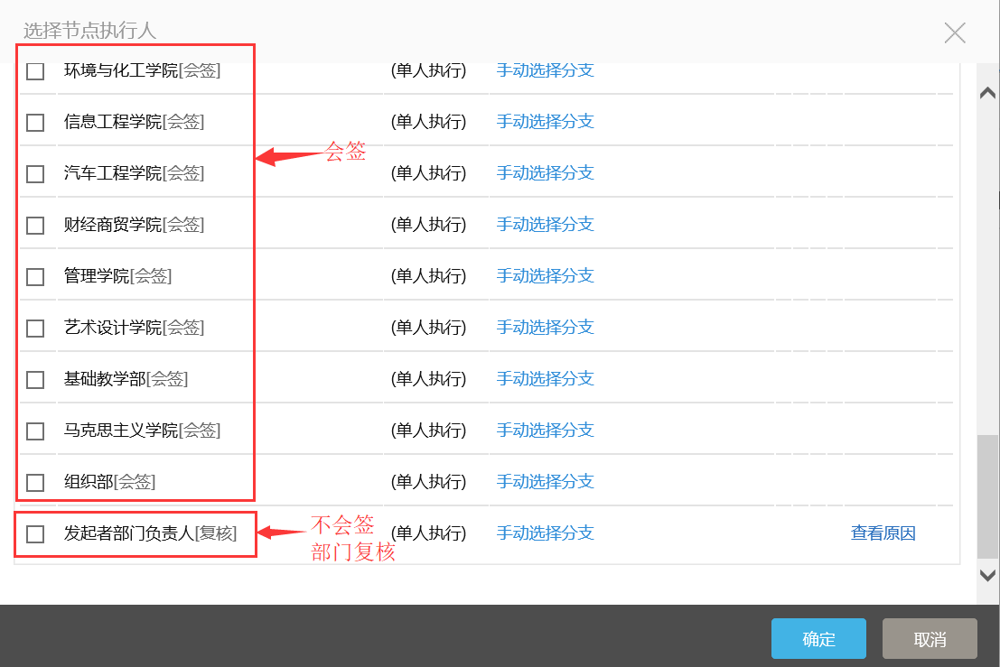 选择节点执行人
环境与化工学院[会签] (单人执行) 手动选择分支
信息工程学院[会签] (单人执行) 手动选择分支
会签
汽车工程学院[会签] (单人执行) 手动选择分支
财经商贸学院[会签] (单人执行) 手动选择分支
管理学院[会签] (单人执行) 手动选择分支
艺术设计学院[会签] (单人执行) 手动选择分支
基础教学部[会签] (单人执行) 手动选择分支
马克思主义学院[会签] (单人执行) 手动选择分支
组织部[会签] (单人执行) 手动选择分支
发起者部门负责人[复核] (单人执行) 手动选择分支 查看原因
不会签
部门复核
确定 取消